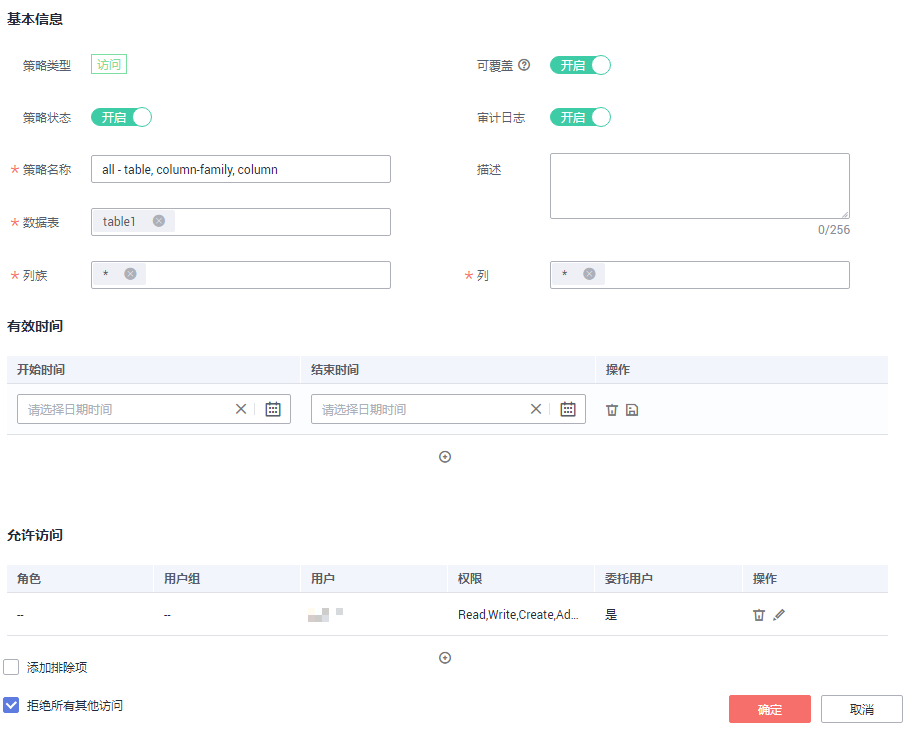 基本信息
策略类型 访问 可覆盖 ? 开启
策略状态 开启 审计日志 开启
* 策略名称 all - table, column-family, column 描述
* 数据表 table1
0/256
* 列族 * * 列 *
有效时间
开始时间 结束时间 操作
请选择日期时间 请选择日期时间
允许访问
角色 用户组 用户 权限 委托用户 操作
-- -- Read,Write,Create,Ad... 是
添加排除项
拒绝所有其他访问
确定 取消